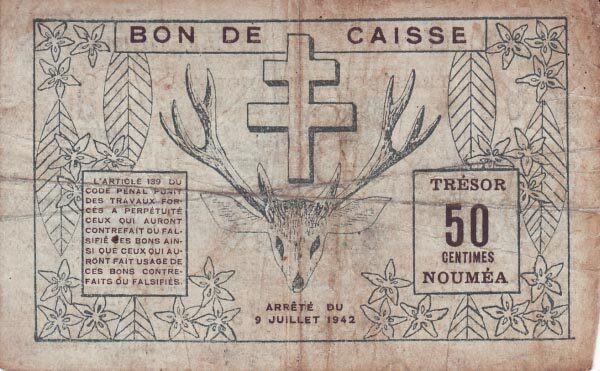 BON DE CAISSE
L'ARTICLE 139 DU
CODE PÉNAL PUNIT
DES TRAVAUX FOR-
CÉS A PERPÉTUITÉ
CEUX QUI AURONT
CONTREFAIT OU FAL-
SIFIÉ CES BONS AIN-
SI QUE CEUX QUI AU-
RONT FAIT USAGE DE
CES BONS CONTRE-
FAITS OU FALSIFIÉS.
TRÉSOR
50
CENTIMES
NOUMÉA
ARRÊTÉ DU
9 JUILLET 1942